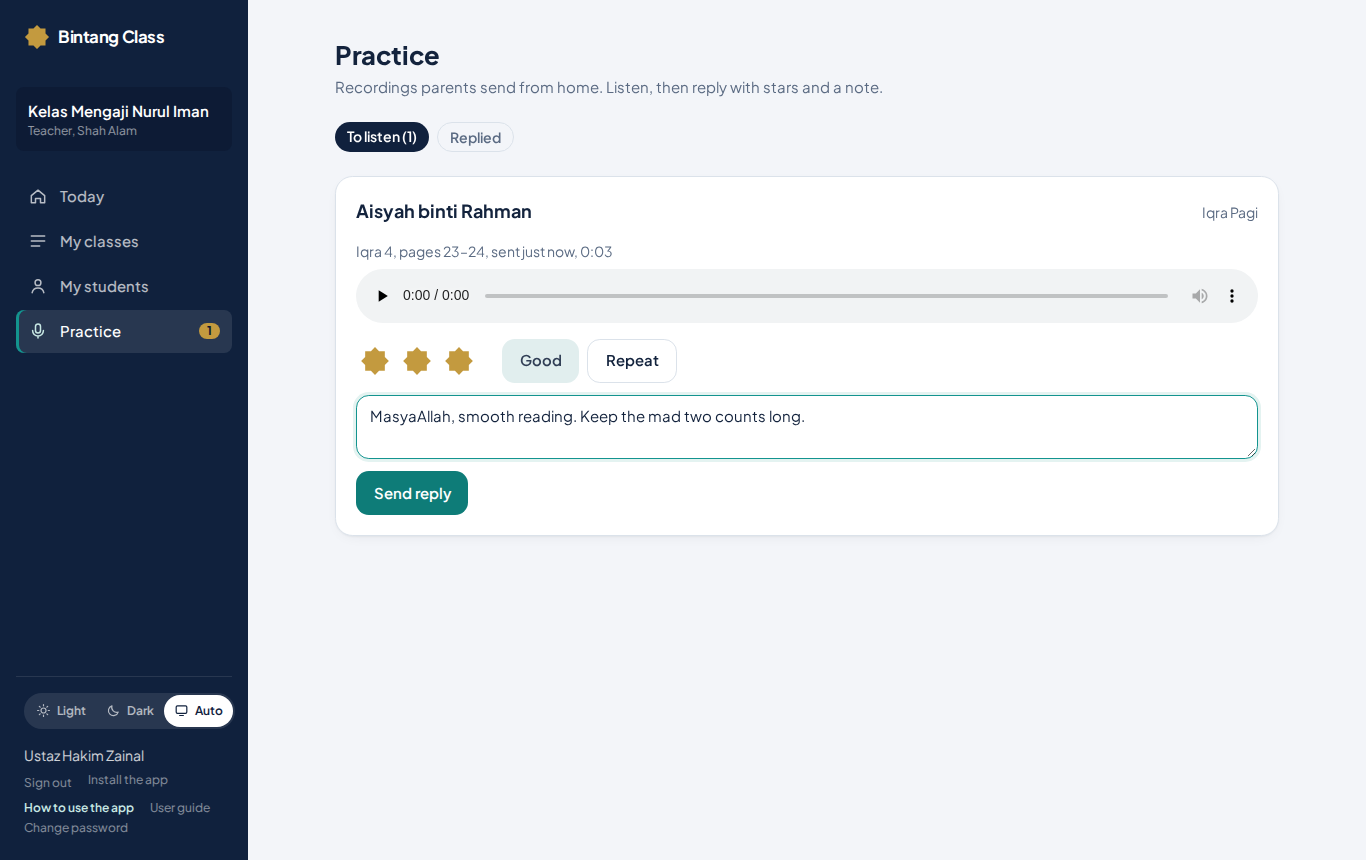 Bintang Class
Kelas Mengaji Nurul Iman
Teacher, Shah Alam
Today
My classes
My students
Practice 1
Light Dark Auto
Ustaz Hakim Zainal
Sign out Install the app
How to use the app User guide
Change password
Practice
Recordings parents send from home. Listen, then reply with stars and a note.
To listen (1) Replied
Aisyah binti Rahman Iqra Pagi
Iqra 4, pages 23–24, sent just now, 0:03
0:00 / 0:00
Good Repeat
MasyaAllah, smooth reading. Keep the mad two counts long.
Send reply